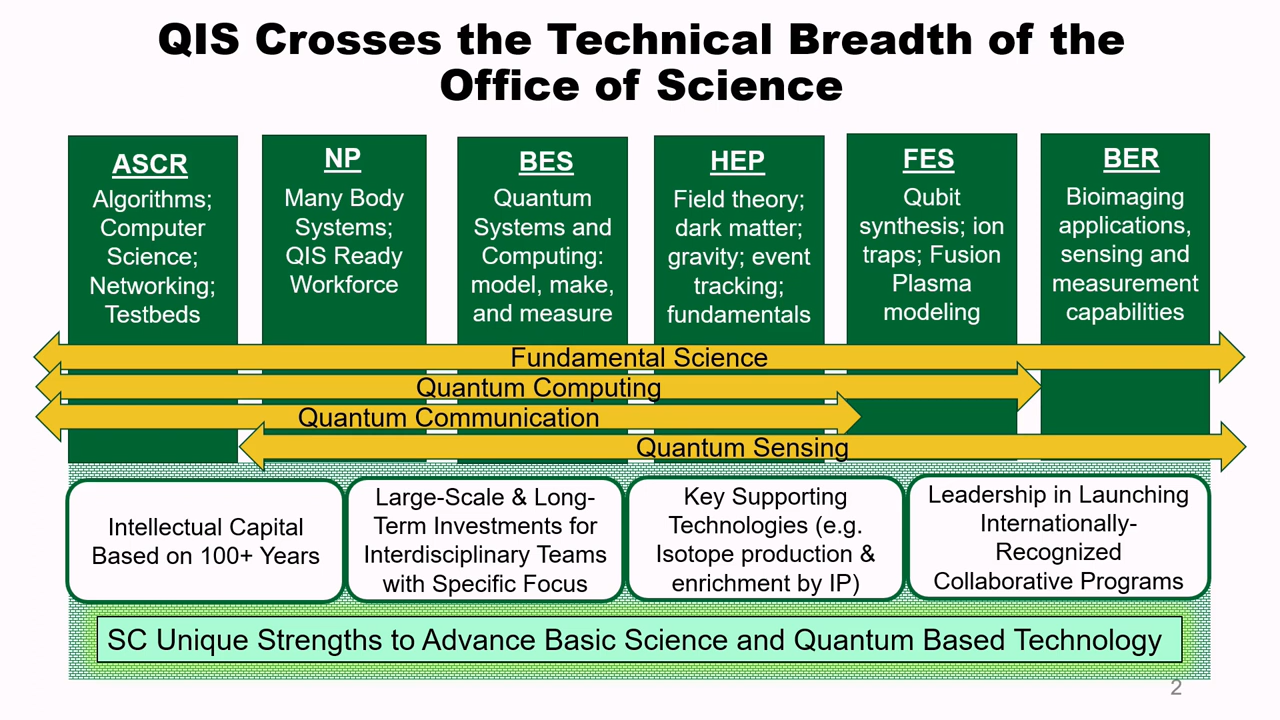 QIS Crosses the Technical Breadth of the
Office of Science
ASCR
Algorithms;
Computer
Science;
Networking;
Testbeds
NP
Many Body
Systems;
QIS Ready
Workforce
BES
Quantum
Systems and
Computing:
model, make,
and measure
HEP
Field theory;
dark matter;
gravity; event
tracking;
fundamentals
FES
Qubit
synthesis; ion
traps; Fusion
Plasma
modeling
BER
Bioimaging
applications,
sensing and
measurement
capabilities
Fundamental Science
Quantum Computing
Quantum Communication
Quantum Sensing
Intellectual Capital
Based on 100+ Years
Large-Scale & Long-
Term Investments for
Interdisciplinary Teams
with Specific Focus
Key Supporting
Technologies (e.g.
Isotope production &
enrichment by IP)
Leadership in Launching
Internationally-
Recognized
Collaborative Programs
SC Unique Strengths to Advance Basic Science and Quantum Based Technology
2